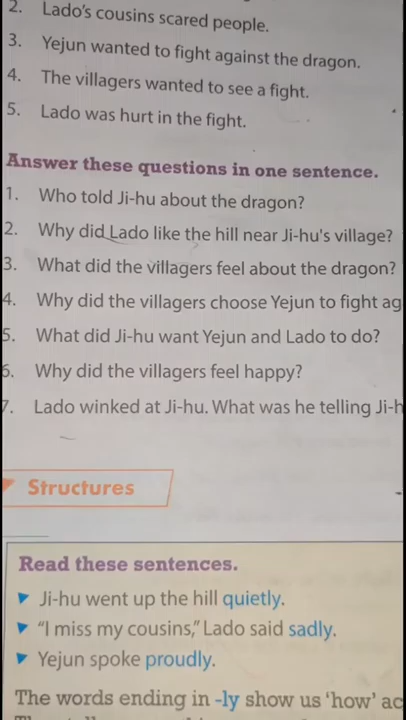 2. Lado's cousins scared people.
3. Yejun wanted to fight against the dragon.
4. The villagers wanted to see a fight.
5. Lado was hurt in the fight.
Answer these questions in one sentence.
1. Who told Ji-hu about the dragon?
2. Why did Lado like the hill near Ji-hu's village?
3. What did the villagers feel about the dragon?
4. Why did the villagers choose Yejun to fight ag
5. What did Ji-hu want Yejun and Lado to do?
6. Why did the villagers feel happy?
7. Lado winked at Ji-hu. What was he telling Ji-h
Structures
Read these sentences.
Ji-hu went up the hill quietly.
"I miss my cousins," Lado said sadly.
Yejun spoke proudly.
The words ending in -ly show us 'how' ac